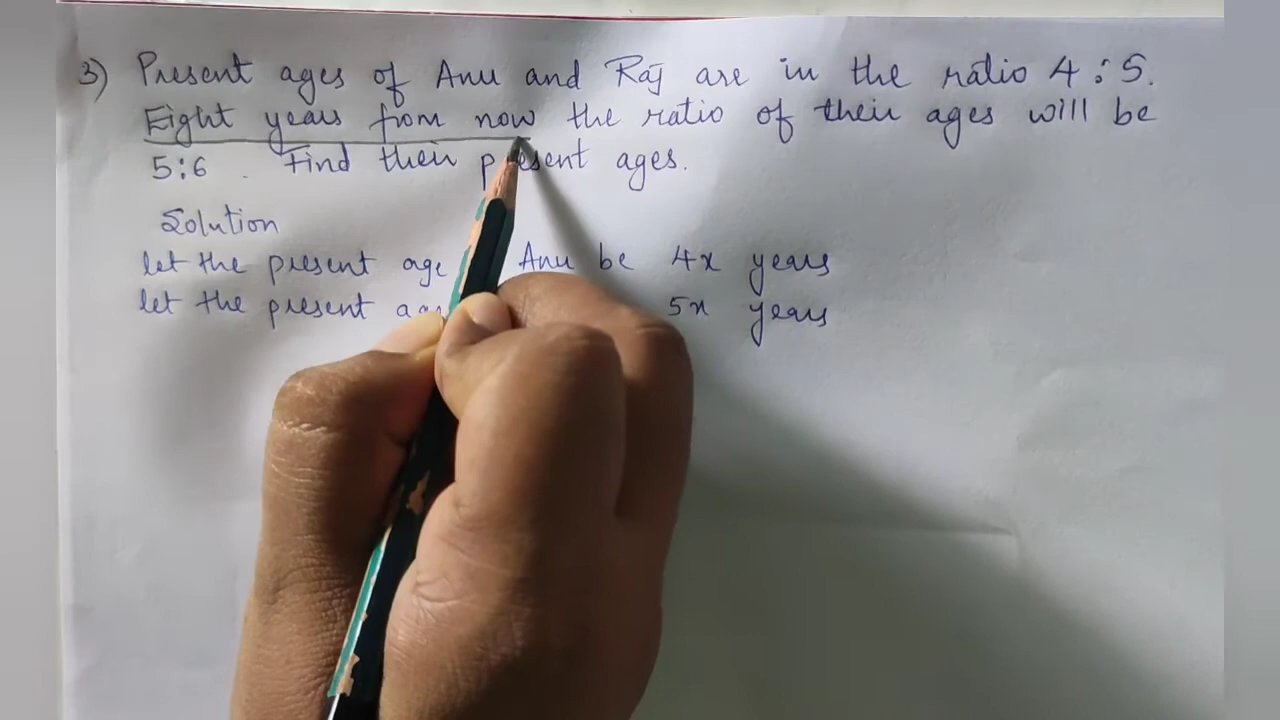 3) Present ages of Anu and Raj are in the ratio 4:5.
Eight years from now the ratio of their ages will be
5:6. Find their present ages.
Solution
let the present age Anu be 4x years
let the present 5x years